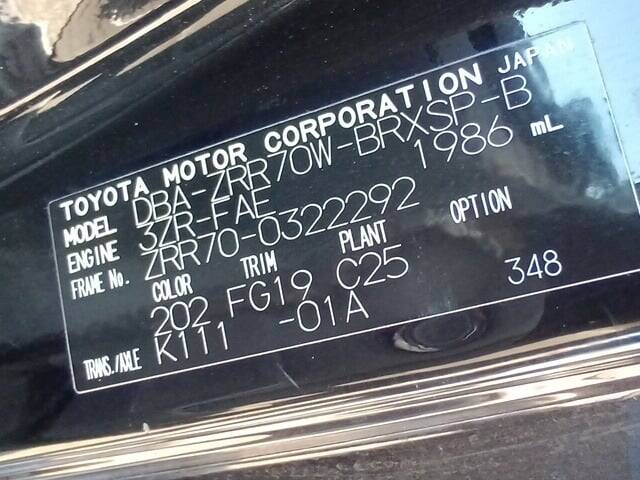 TOYOTA MOTOR CORPORATION JAPAN
MODEL DBA-ZRR70W-BRXSP-B
ENGINE 3ZR-FAE 1986 mL
FRAME No. ZRR70-0322292
COLOR TRIM PLANT OPTION
202 FG19 C25 348
TRANS./AXLE K111 -01A